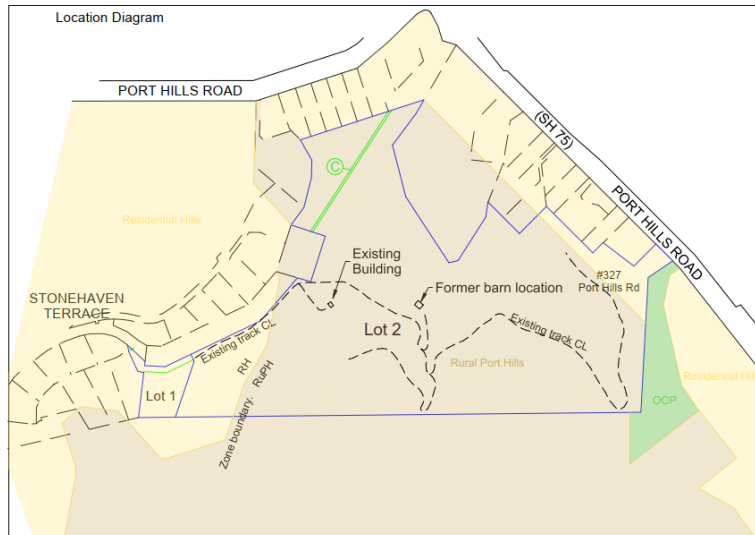 Location Diagram
PORT HILLS ROAD
(SH 75)
PORT HILLS ROAD
©
Residential Hills
Existing
Building
Former barn location
#327
Port Hills Rd
STONEHAVEN
TERRACE
Existing track CL
Existing track CL
Lot 2
Rural Port Hills
RH
RuPH
Zone boundary.
Lot 1
Residential Hills
OCP